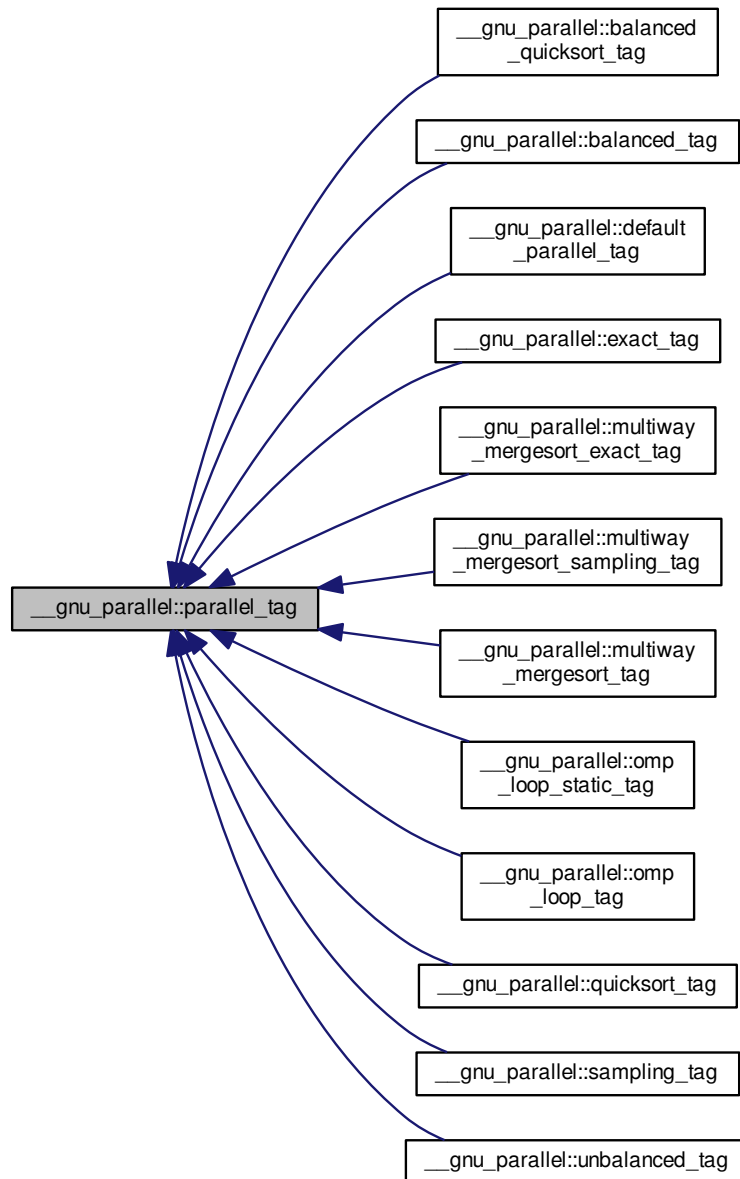 __gnu_parallel::balanced
_quicksort_tag
__gnu_parallel::balanced_tag
__gnu_parallel::default
_parallel_tag
__gnu_parallel::exact_tag
__gnu_parallel::multiway
_mergesort_exact_tag
__gnu_parallel::multiway
_mergesort_sampling_tag
__gnu_parallel::parallel_tag
__gnu_parallel::multiway
_mergesort_tag
__gnu_parallel::omp
_loop_static_tag
__gnu_parallel::omp
_loop_tag
__gnu_parallel::quicksort_tag
__gnu_parallel::sampling_tag
__gnu_parallel::unbalanced_tag